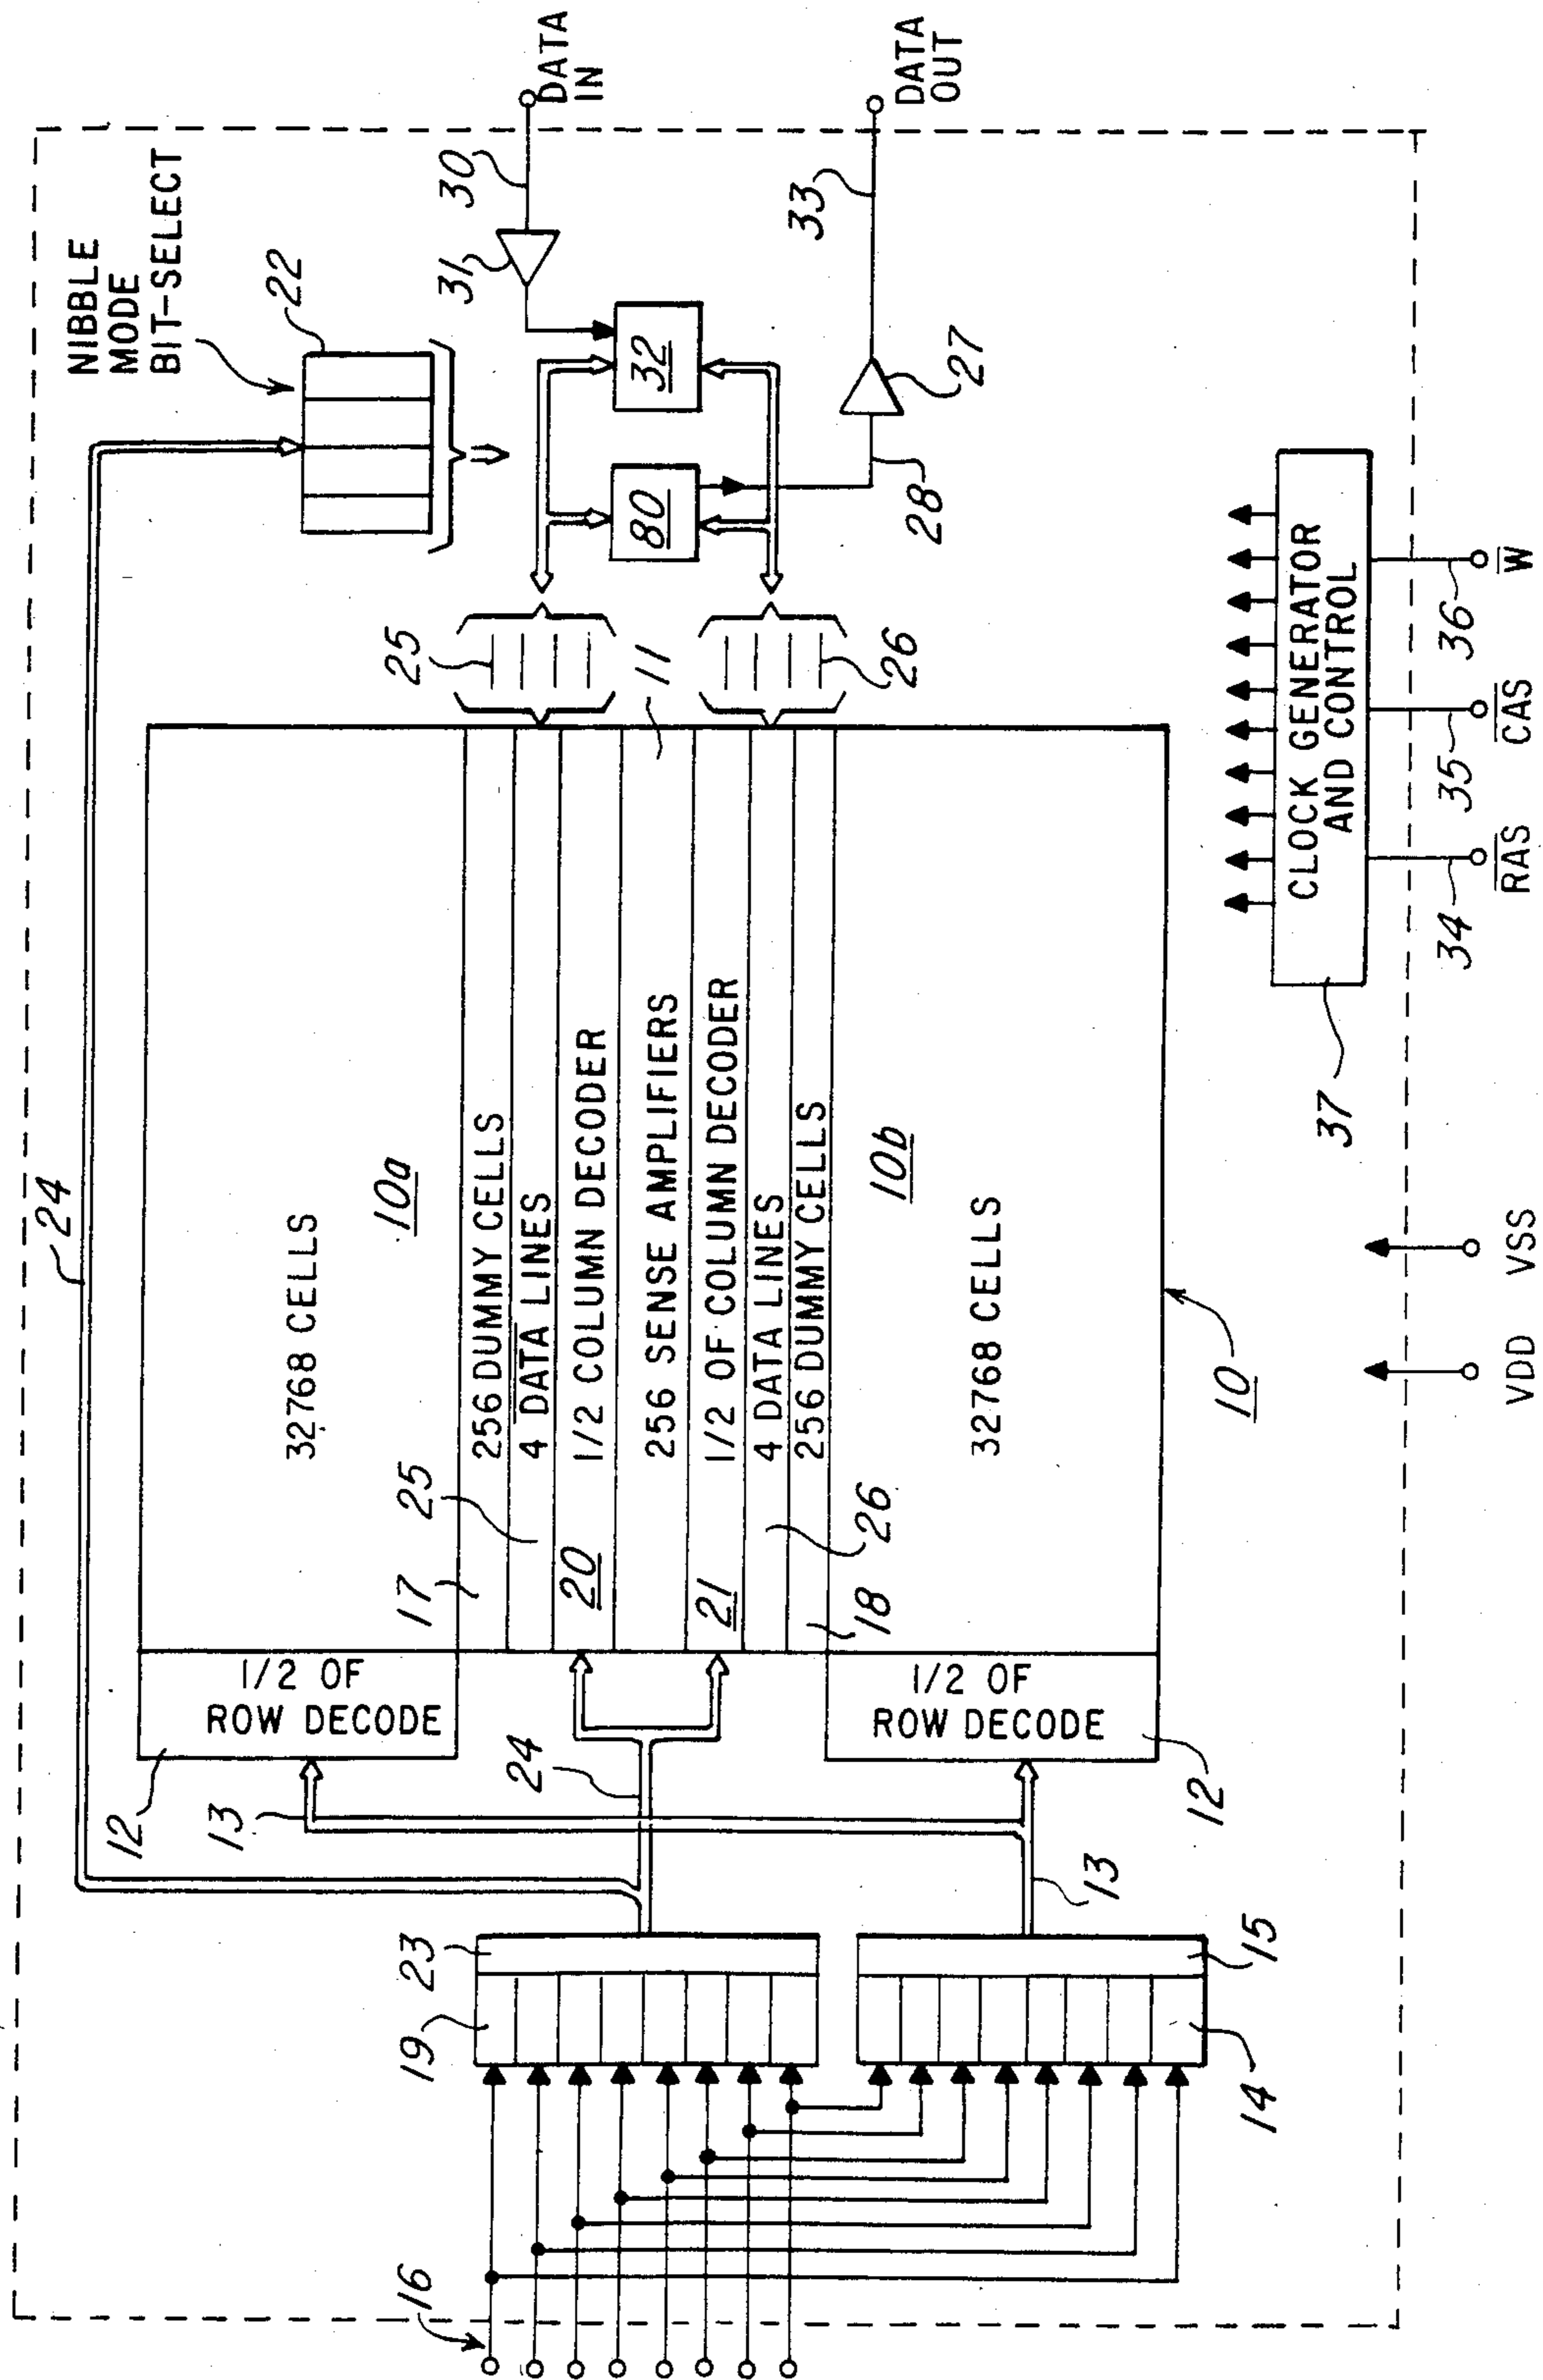 24
NIBBLE
MODE
BIT-SELECT
22
12
1/2 OF
ROW DECODE
32768 CELLS
10a
13
17
256 DUMMY CELLS
25
4 D̅A̅T̅A̅ LINES
20
1/2 COLUMN DECODER
256 SENSE AMPLIFIERS
11
21
1/2 OF COLUMN DECODER
4 DATA LINES
26
18
256 DUMMY CELLS
10b
32768 CELLS
12
1/2 OF
ROW DECODE
13
24
16
19
23
14
15
25
26
80
32
31
30
DATA
IN
28
27
33
DATA
OUT
10
37
CLOCK GENERATOR
AND CONTROL
34
35
36
VDD
VSS
R̅A̅S̅
C̅A̅S̅
W̅